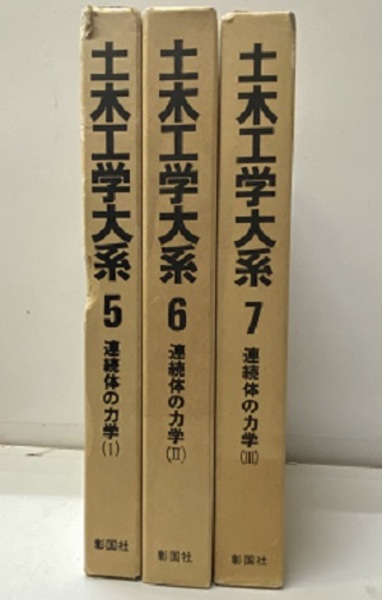 土木工学大系
5
連続体の力学
(I)
彰国社
土木工学大系
6
連続体の力学
(II)
彰国社
土木工学大系
7
連続体の力学
(III)
彰国社